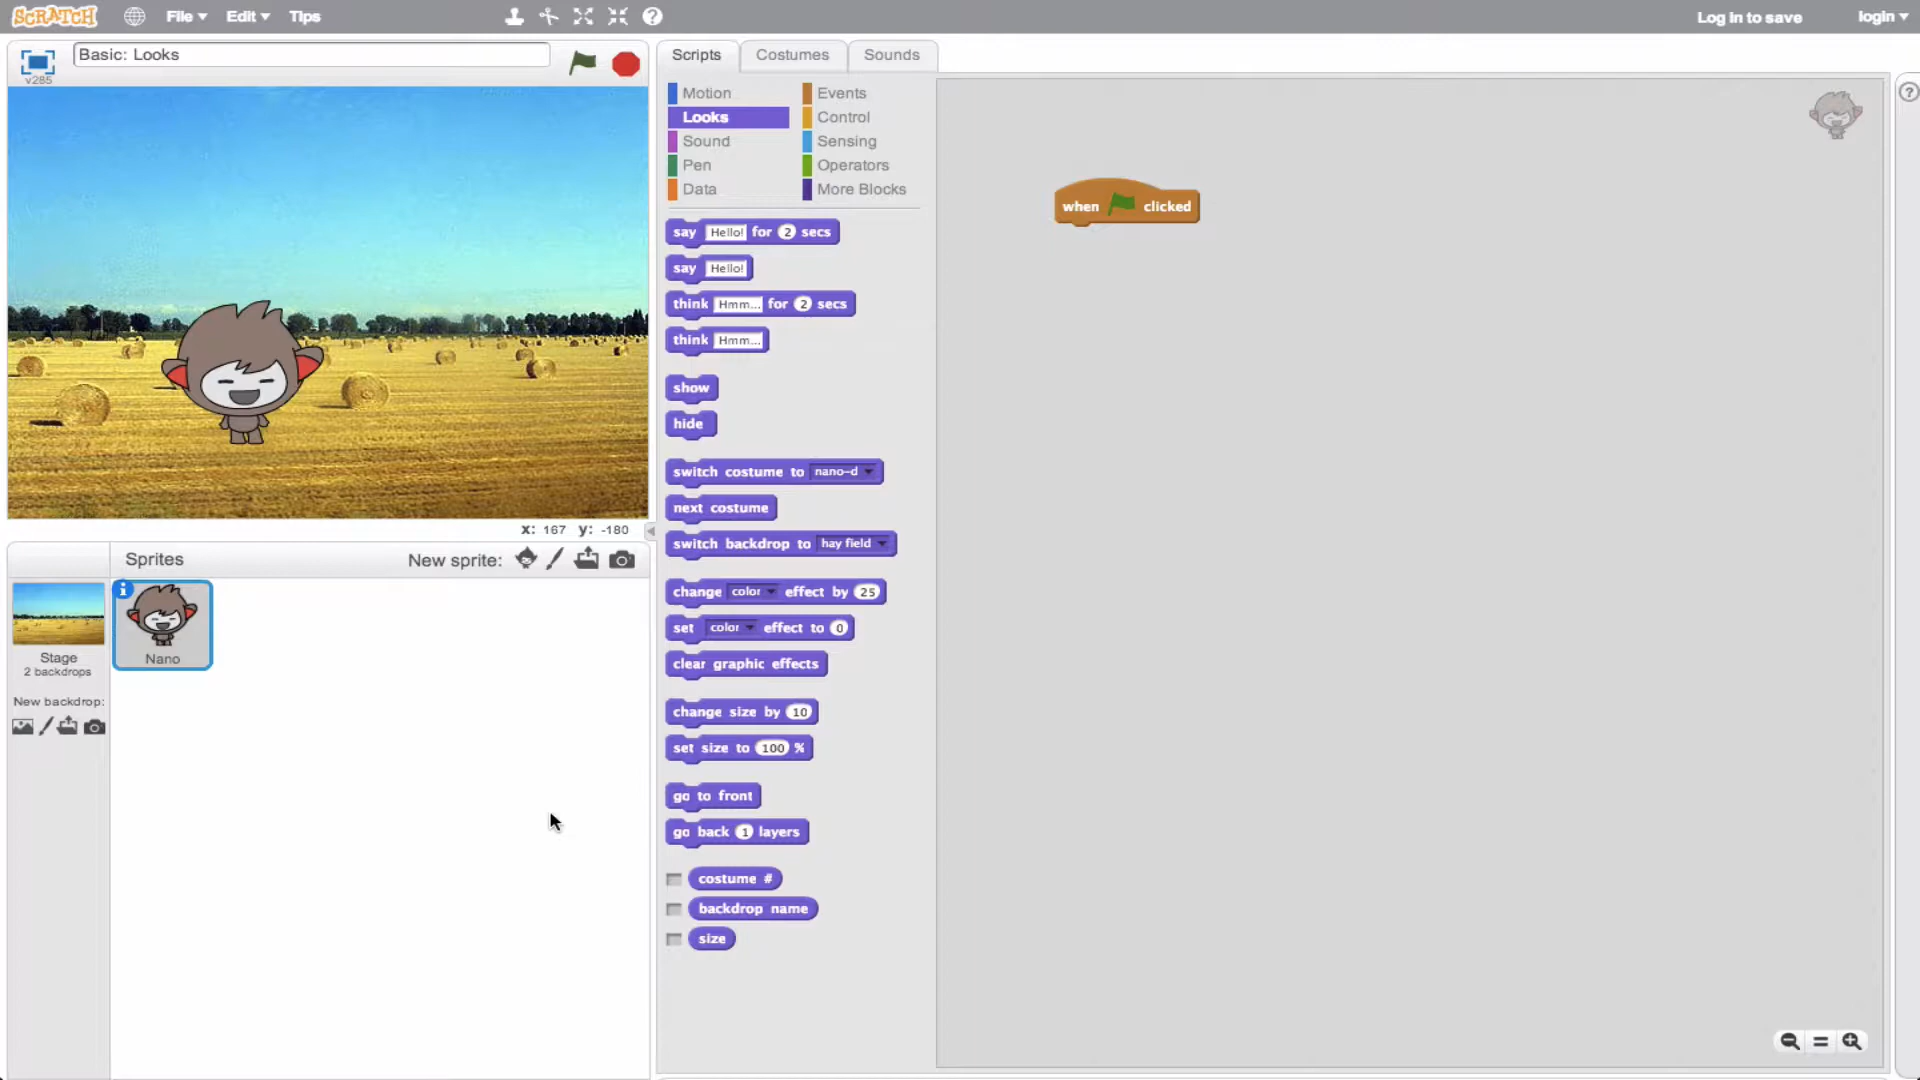 SCRATCH File Edit Tips Log in to save login
v285
Basic: Looks
x: 167 y: -180
Sprites New sprite:
Stage
2 backdrops
New backdrop:
i
Nano
Scripts Costumes Sounds
Motion Events
Looks Control
Sound Sensing
Pen Operators
Data More Blocks
say Hello! for 2 secs
say Hello!
think Hmm... for 2 secs
think Hmm...
show
hide
switch costume to nano-d
next costume
switch backdrop to hay field
change color effect by 25
set color effect to 0
clear graphic effects
change size by 10
set size to 100 %
go to front
go back 1 layers
costume #
backdrop name
size
when clicked
?